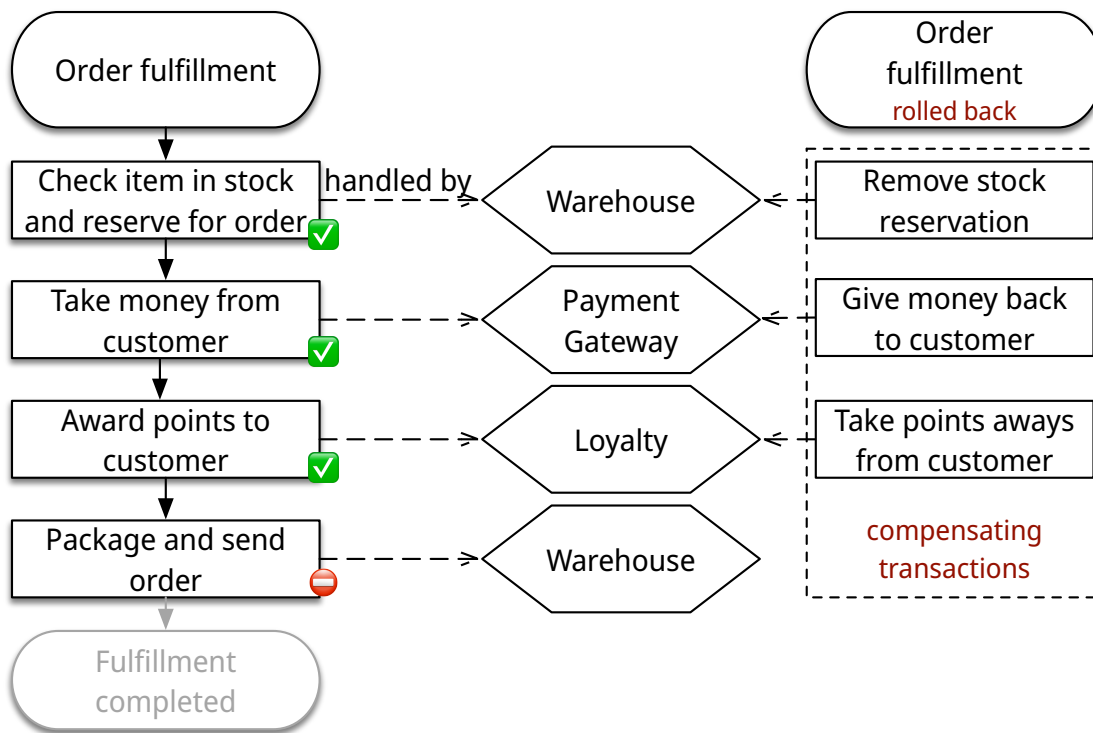 Order fulfillment
Order
fulfillment
rolled back
Check item in stock
and reserve for order
handled by
Warehouse
Remove stock
reservation
Take money from
customer
Payment
Gateway
Give money back
to customer
Award points to
customer
Loyalty
Take points aways
from customer
Package and send
order
Warehouse
compensating
transactions
Fulfillment
completed